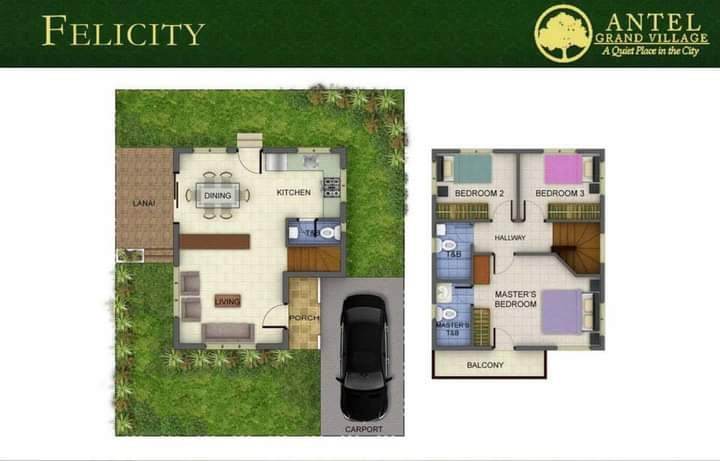 FELICITY
ANTEL
GRAND VILLAGE
A Quiet Place in the City
LANAI
DINING
KITCHEN
T&B
LIVING
PORCH
CARPORT
BEDROOM 2
BEDROOM 3
HALLWAY
T&B
MASTER'S
BEDROOM
MASTER'S
T&B
BALCONY